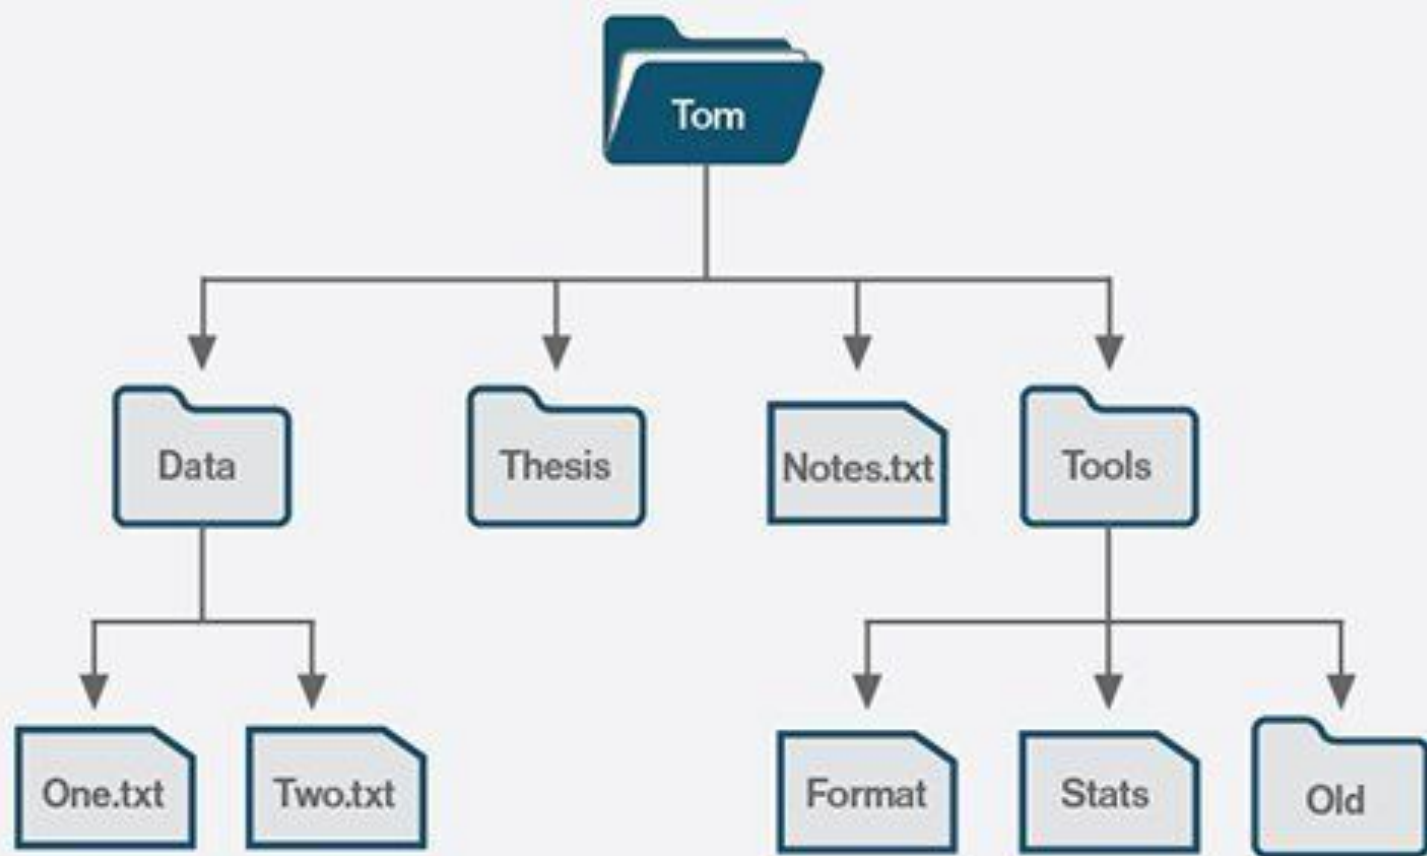 Tom
Data
Thesis
Notes.txt
Tools
One.txt
Two.txt
Format
Stats
Old